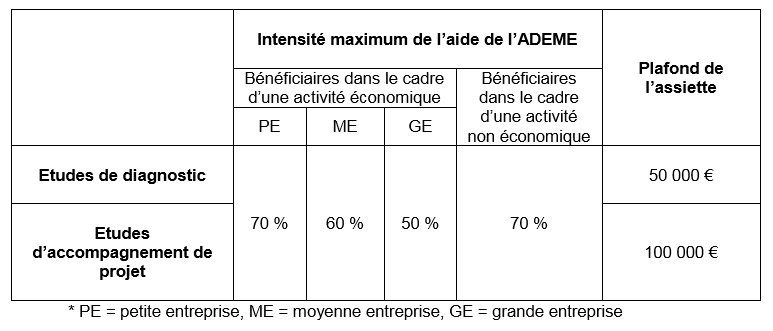 Intensité maximum de l'aide de l'ADEME
Plafond de
l'assiette
Bénéficiaires dans le cadre
d'une activité économique
Bénéficiaires
dans le cadre
d'une activité
non économique
PE
ME
GE
Etudes de diagnostic
50 000 €
70 %
60 %
50 %
70 %
Etudes
d'accompagnement de
projet
100 000 €
* PE = petite entreprise, ME = moyenne entreprise, GE = grande entreprise